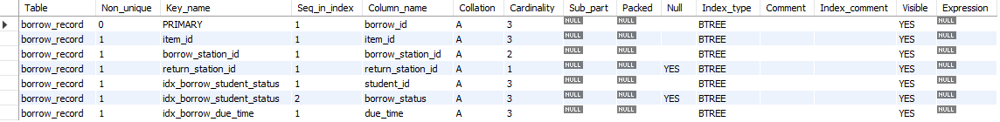 Table Non_unique Key_name Seq_in_index Column_name Collation Cardinality Sub_part Packed Null Index_type Comment Index_comment Visible Expression
borrow_record 0 PRIMARY 1 borrow_id A 3 NULL NULL BTREE YES NULL
borrow_record 1 item_id 1 item_id A 3 NULL NULL BTREE YES NULL
borrow_record 1 borrow_station_id 1 borrow_station_id A 2 NULL NULL BTREE YES NULL
borrow_record 1 return_station_id 1 return_station_id A 1 NULL NULL YES BTREE YES NULL
borrow_record 1 idx_borrow_student_status 1 student_id A 3 NULL NULL BTREE YES NULL
borrow_record 1 idx_borrow_student_status 2 borrow_status A 3 NULL NULL YES BTREE YES NULL
borrow_record 1 idx_borrow_due_time 1 due_time A 3 NULL NULL BTREE YES NULL